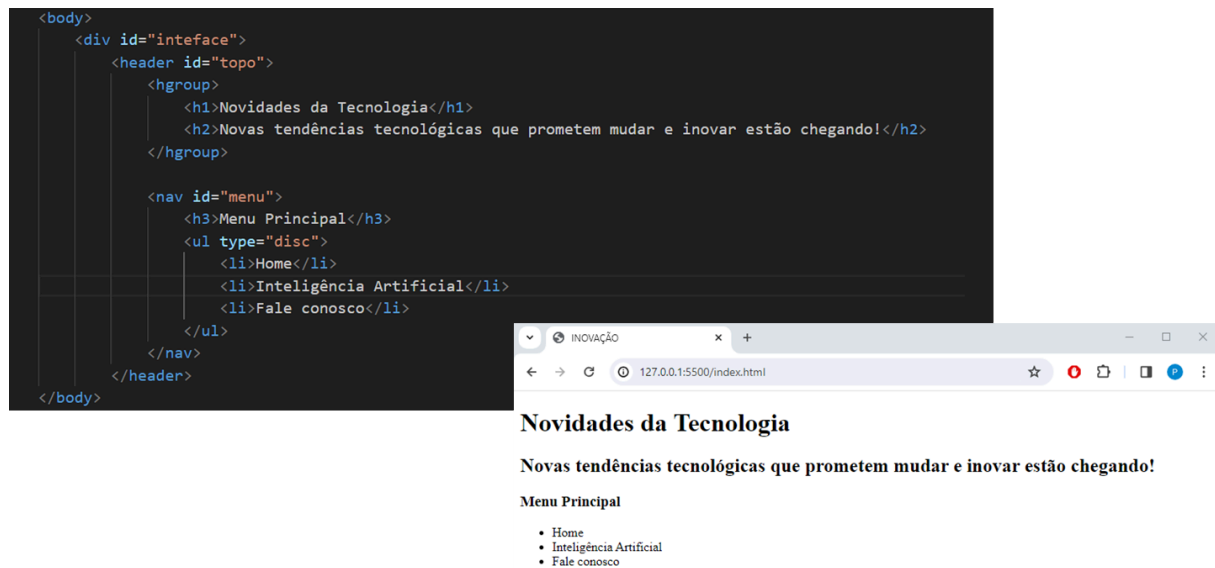 <body>
<div id="inteface">
<header id="topo">
<hgroup>
<h1>Novidades da Tecnologia</h1>
<h2>Novas tendências tecnológicas que prometem mudar e inovar estão chegando!</h2>
</hgroup>
<nav id="menu">
<h3>Menu Principal</h3>
<ul type="disc">
<li>Home</li>
<li>Inteligência Artificial</li>
<li>Fale conosco</li>
</ul>
</nav>
</header>
</body>
INOVAÇÃO
127.0.0.1:5500/index.html
P
Novidades da Tecnologia
Novas tendências tecnológicas que prometem mudar e inovar estão chegando!
Menu Principal
• Home
• Inteligência Artificial
• Fale conosco